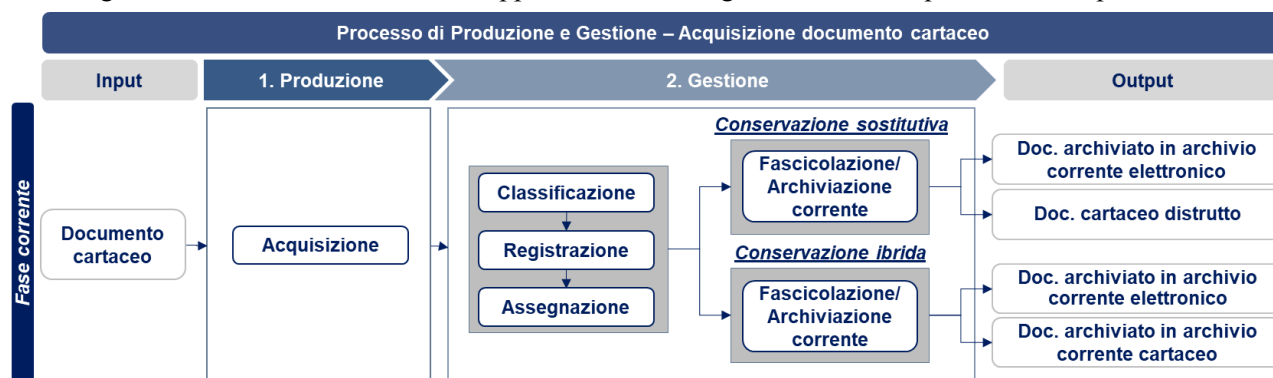 Processo di Produzione e Gestione – Acquisizione documento cartaceo
Input
1. Produzione
2. Gestione
Output
Fase corrente
Documento
cartaceo
Acquisizione
Classificazione
Registrazione
Assegnazione
Conservazione sostitutiva
Fascicolazione/
Archiviazione
corrente
Conservazione ibrida
Fascicolazione/
Archiviazione
corrente
Doc. archiviato in archivio
corrente elettronico
Doc. cartaceo distrutto
Doc. archiviato in archivio
corrente elettronico
Doc. archiviato in archivio
corrente cartaceo